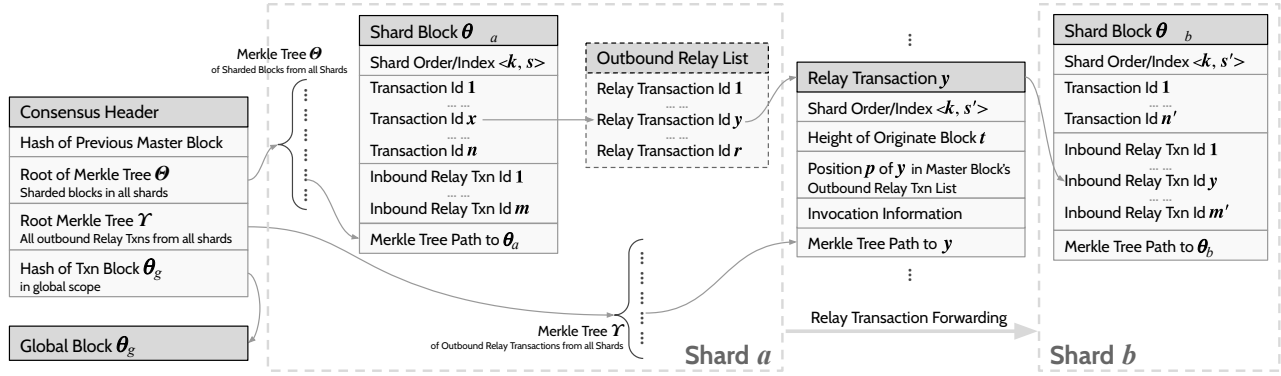 Consensus Header
Hash of Previous Master Block
Root of Merkle Tree Θ
Sharded blocks in all shards
Root Merkle Tree ϒ
All outbound Relay Txns from all shards
Hash of Txn Block θg
in global scope
Global Block θg
Merkle Tree Θ
of Sharded Blocks from all Shards
Shard Block θ a
Shard Order/Index <k, s>
Transaction Id 1
... ...
Transaction Id x
... ...
Transaction Id n
Inbound Relay Txn Id 1
... ...
Inbound Relay Txn Id m
Merkle Tree Path to θa
Outbound Relay List
Relay Transaction Id 1
... ...
Relay Transaction Id y
... ...
Relay Transaction Id r
Merkle Tree ϒ
of Outbound Relay Transactions from all Shards
Shard a
Relay Transaction y
Shard Order/Index <k, s′>
Height of Originate Block t
Position p of y in Master Block's
Outbound Relay Txn List
Invocation Information
Merkle Tree Path to y
Relay Transaction Forwarding
Shard Block θ b
Shard Order/Index <k, s′>
Transaction Id 1
... ...
Transaction Id n′
Inbound Relay Txn Id 1
... ...
Inbound Relay Txn Id y
... ...
Inbound Relay Txn Id m′
Merkle Tree Path to θb
Shard b